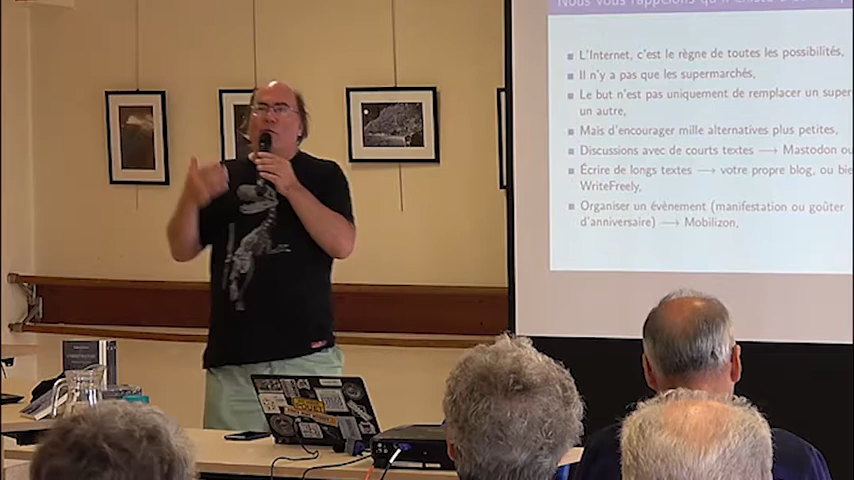 Nous vous rappelons qu'il existe
L'Internet, c'est le règne de toutes les possibilités,
Il n'y a pas que les supermarchés,
Le but n'est pas uniquement de remplacer un super
un autre,
Mais d'encourager mille alternatives plus petites,
Discussions avec de courts textes → Mastodon ou
Écrire de longs textes → votre propre blog, ou bi
WriteFreely,
Organiser un évènement (manifestation ou goûter
d'anniversaire) → Mobilizon,